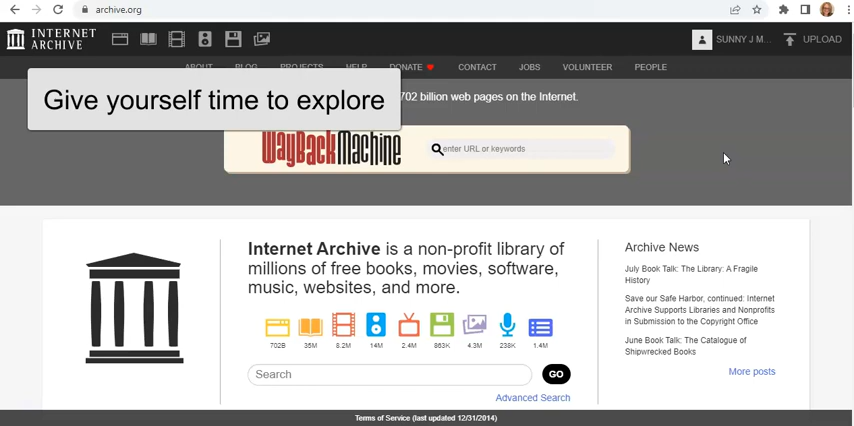 archive.org
INTERNET
ARCHIVE
SUNNY J M...
UPLOAD
ABOUT BLOG PROJECTS HELP DONATE CONTACT JOBS VOLUNTEER PEOPLE
Give yourself time to explore
702 billion web pages on the Internet.
WayBackMachine
enter URL or keywords
Internet Archive is a non-profit library of
millions of free books, movies, software,
music, websites, and more.
702B 35M 8.2M 14M 2.4M 863K 4.3M 238K 1.4M
Search
GO
Advanced Search
Archive News
July Book Talk: The Library: A Fragile
History
Save our Safe Harbor, continued: Internet
Archive Supports Libraries and Nonprofits
in Submission to the Copyright Office
June Book Talk: The Catalogue of
Shipwrecked Books
More posts
Terms of Service (last updated 12/31/2014)